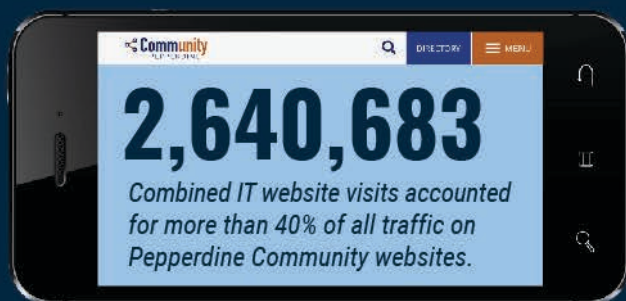 Community
PEPPERDINE
DIRECTORY
MENU
2,640,683
Combined IT website visits accounted
for more than 40% of all traffic on
Pepperdine Community websites.